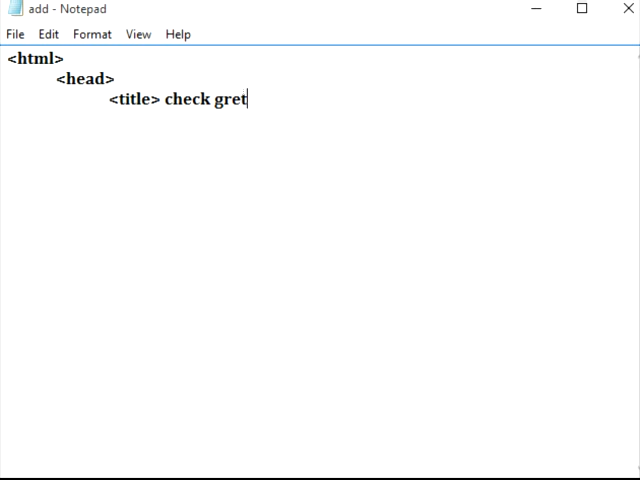 add - Notepad
File Edit Format View Help
<html>
<head>
<title> check gret